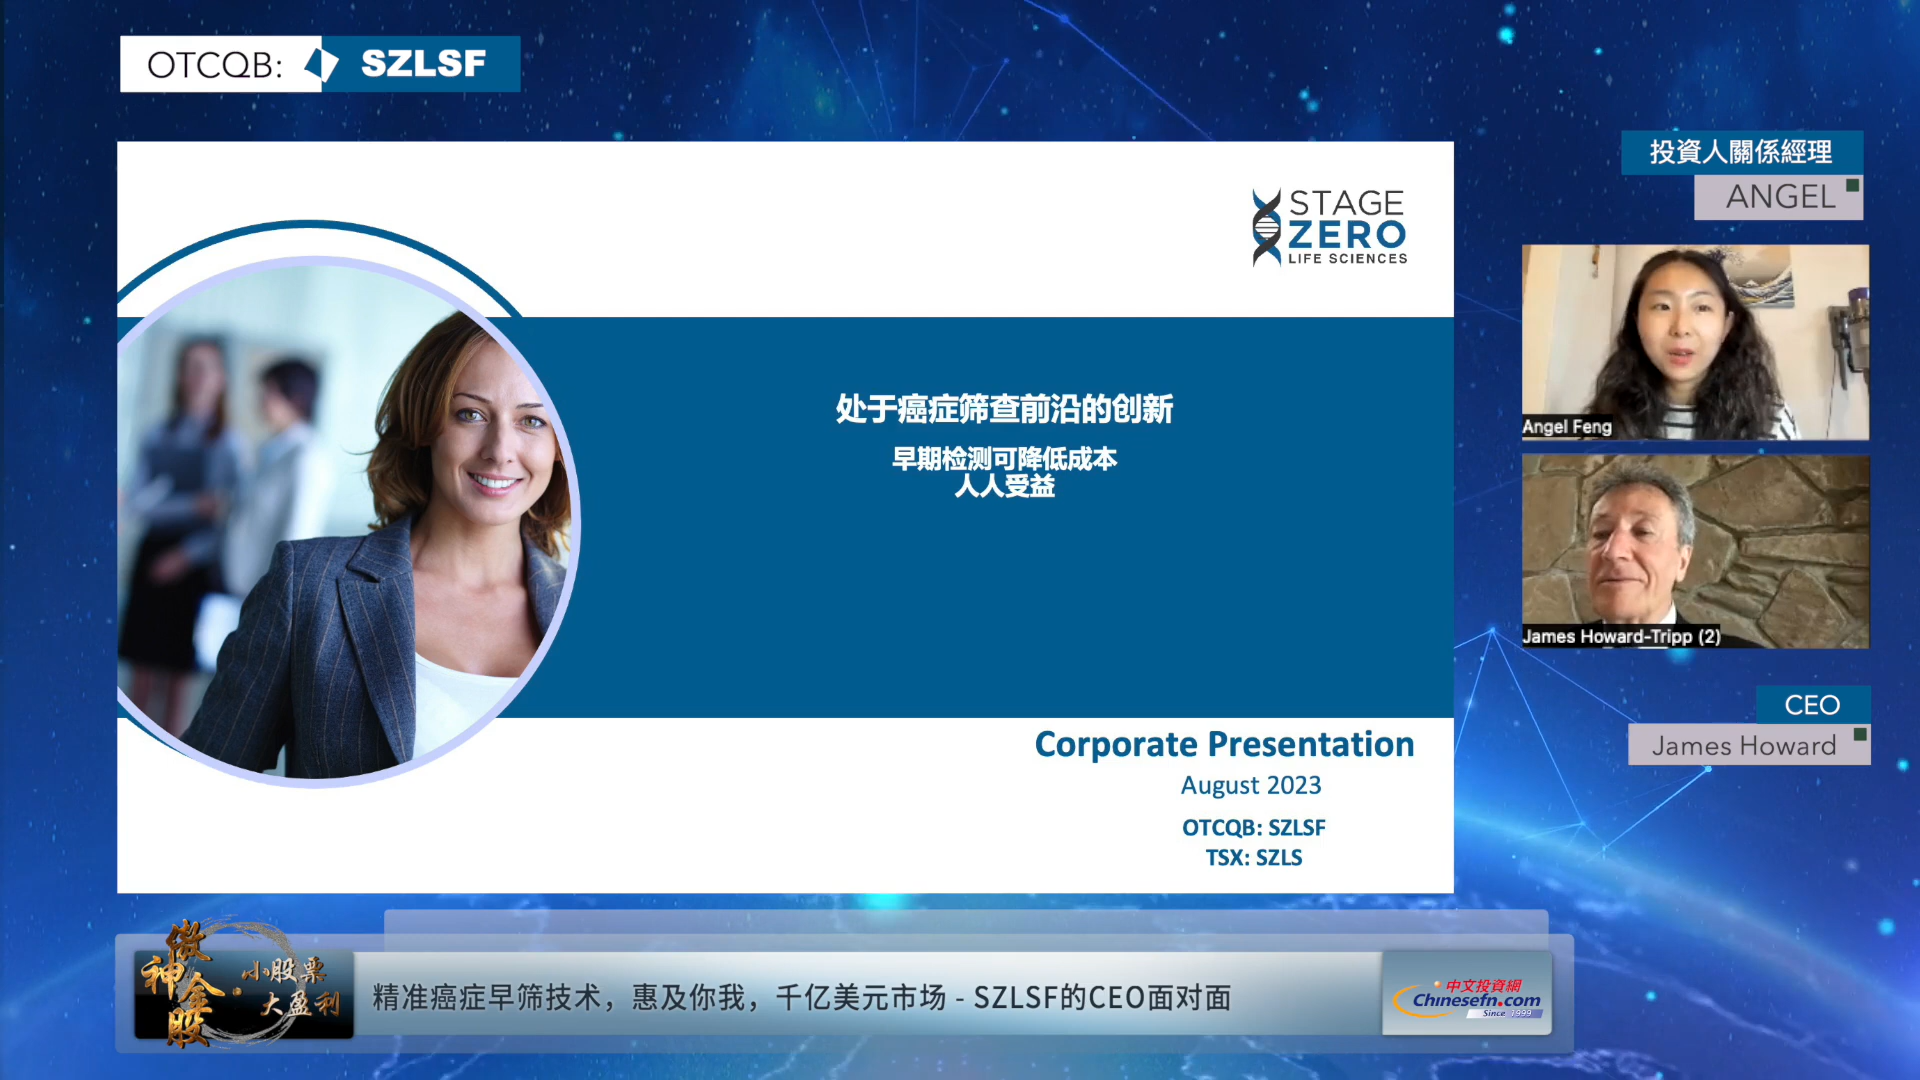 OTCQB: SZLSF
投資人關係經理
ANGEL
STAGE
ZERO
LIFE SCIENCES
处于癌症筛查前沿的创新
早期检测可降低成本
人人受益
Angel Feng
James Howard-Tripp (2)
CEO
James Howard
Corporate Presentation
August 2023
OTCQB: SZLSF
TSX: SZLS
微神金股·小股票
大盈利
精准癌症早筛技术，惠及你我，千亿美元市场 - SZLSF的CEO面对面
中文投資網
Chinesefn.com
Since 1999